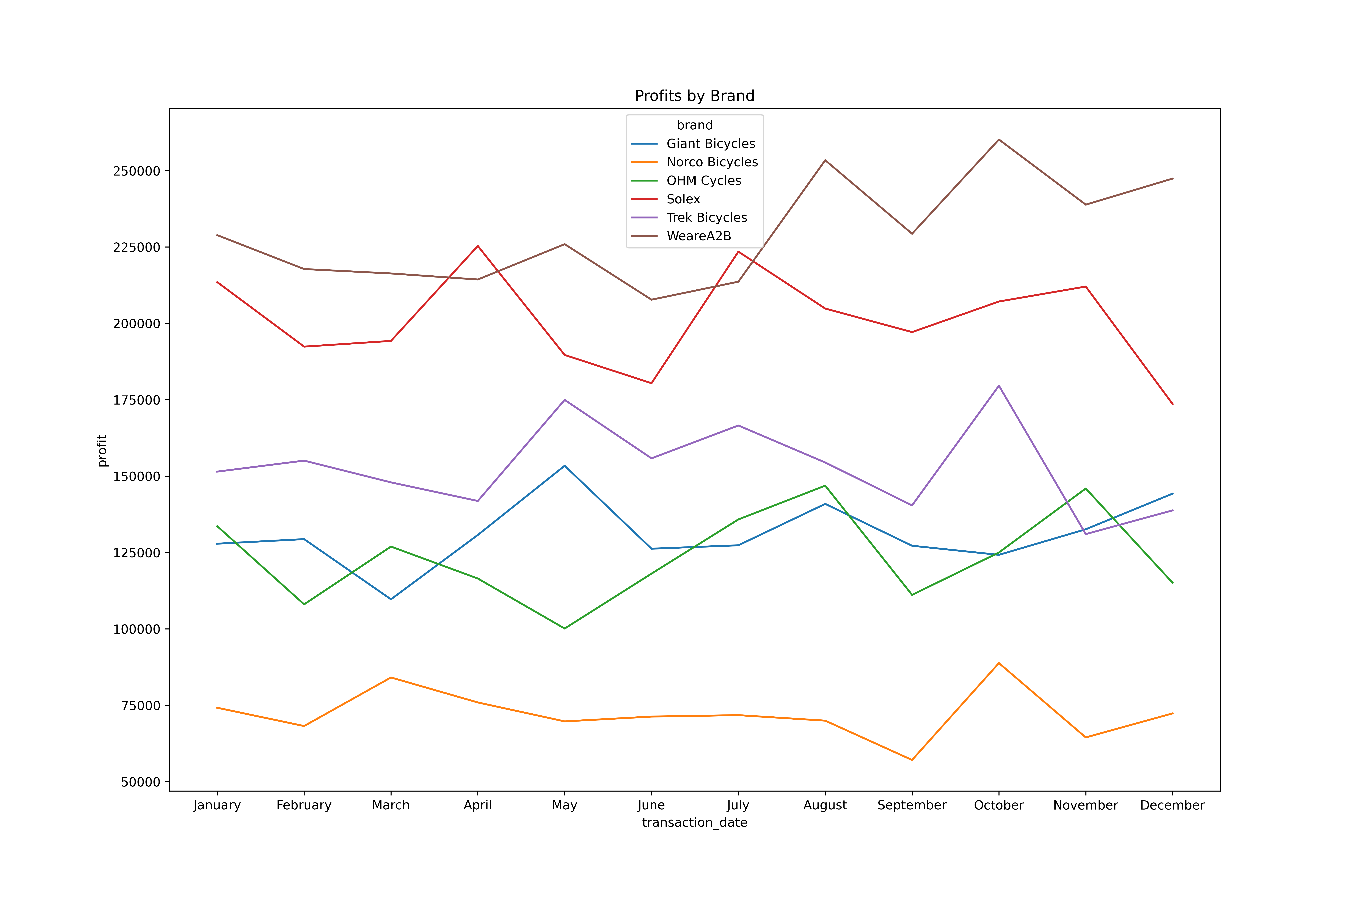 Profits by Brand
brand
Giant Bicycles
Norco Bicycles
OHM Cycles
Solex
Trek Bicycles
WeareA2B
profit
250000
225000
200000
175000
150000
125000
100000
75000
50000
January February March April May June July August September October November December
transaction_date